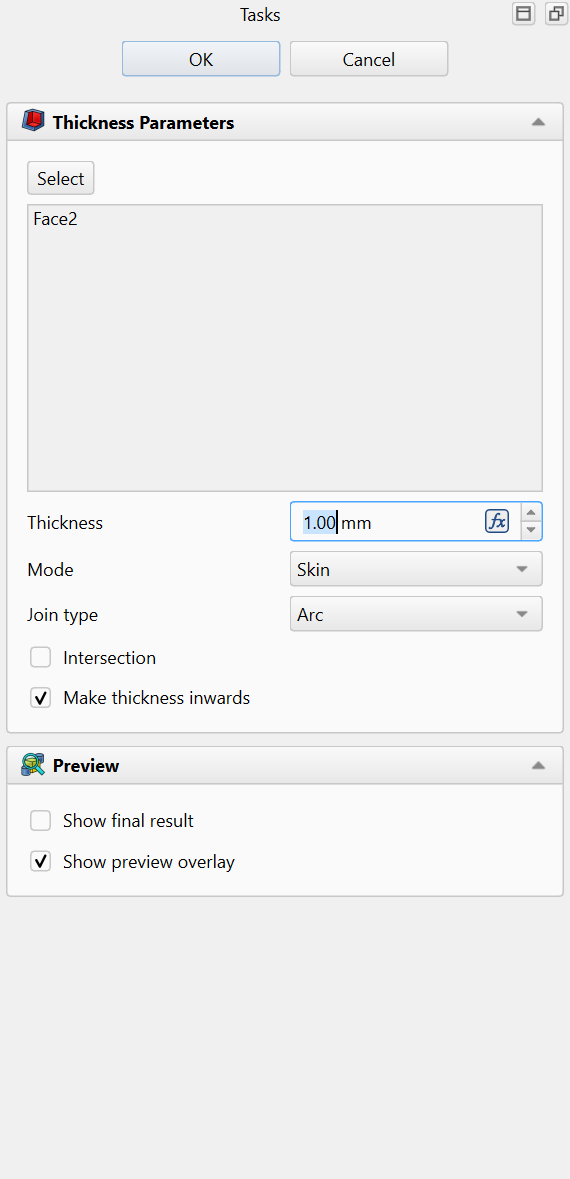 Tasks
OK Cancel
Thickness Parameters
Select
Face2
Thickness 1.00 mm fx
Mode Skin
Join type Arc
Intersection
Make thickness inwards
Preview
Show final result
Show preview overlay